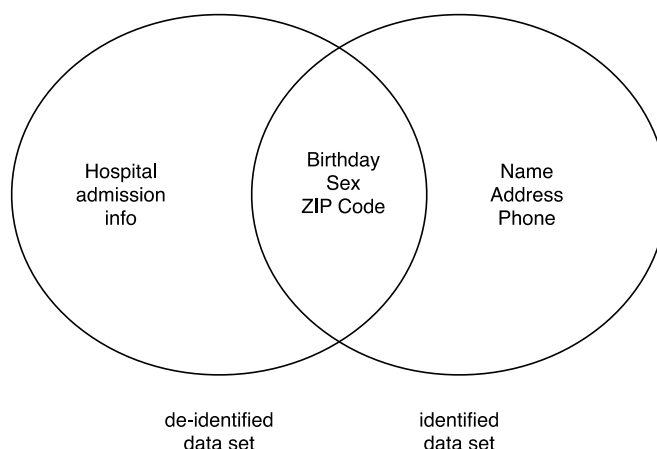 Hospital
admission
info
Birthday
Sex
ZIP Code
Name
Address
Phone
de-identified
data set
identified
data set